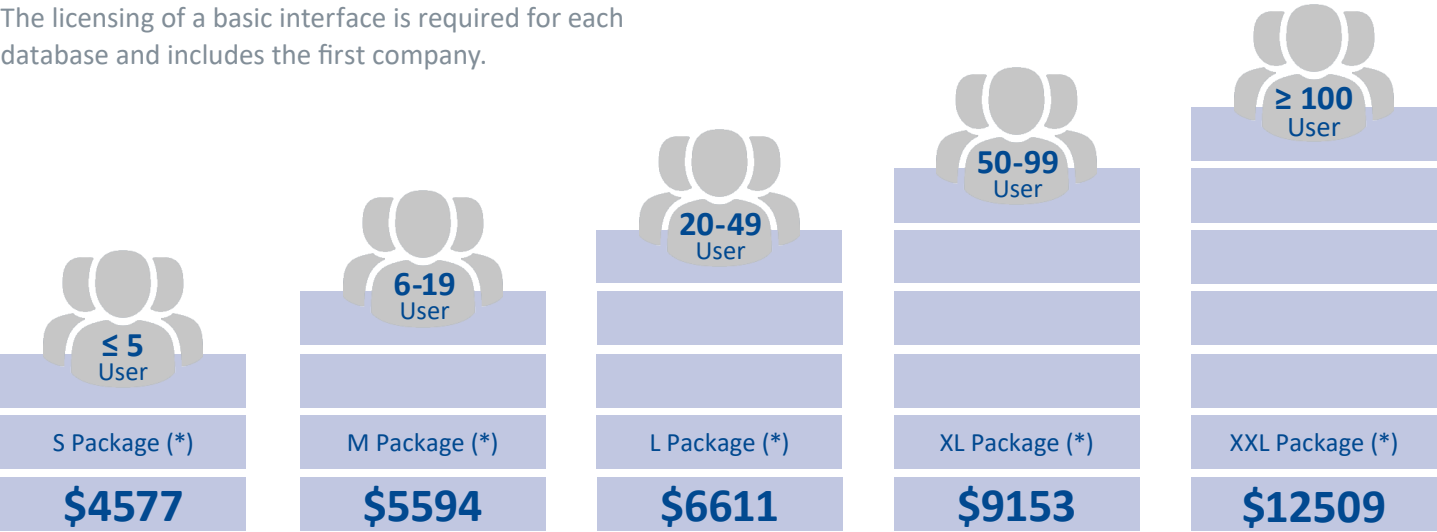 The licensing of a basic interface is required for each
database and includes the first company.
≤ 5
User
6-19
User
20-49
User
50-99
User
≥ 100
User
S Package (*)
M Package (*)
L Package (*)
XL Package (*)
XXL Package (*)
$4577
$5594
$6611
$9153
$12509